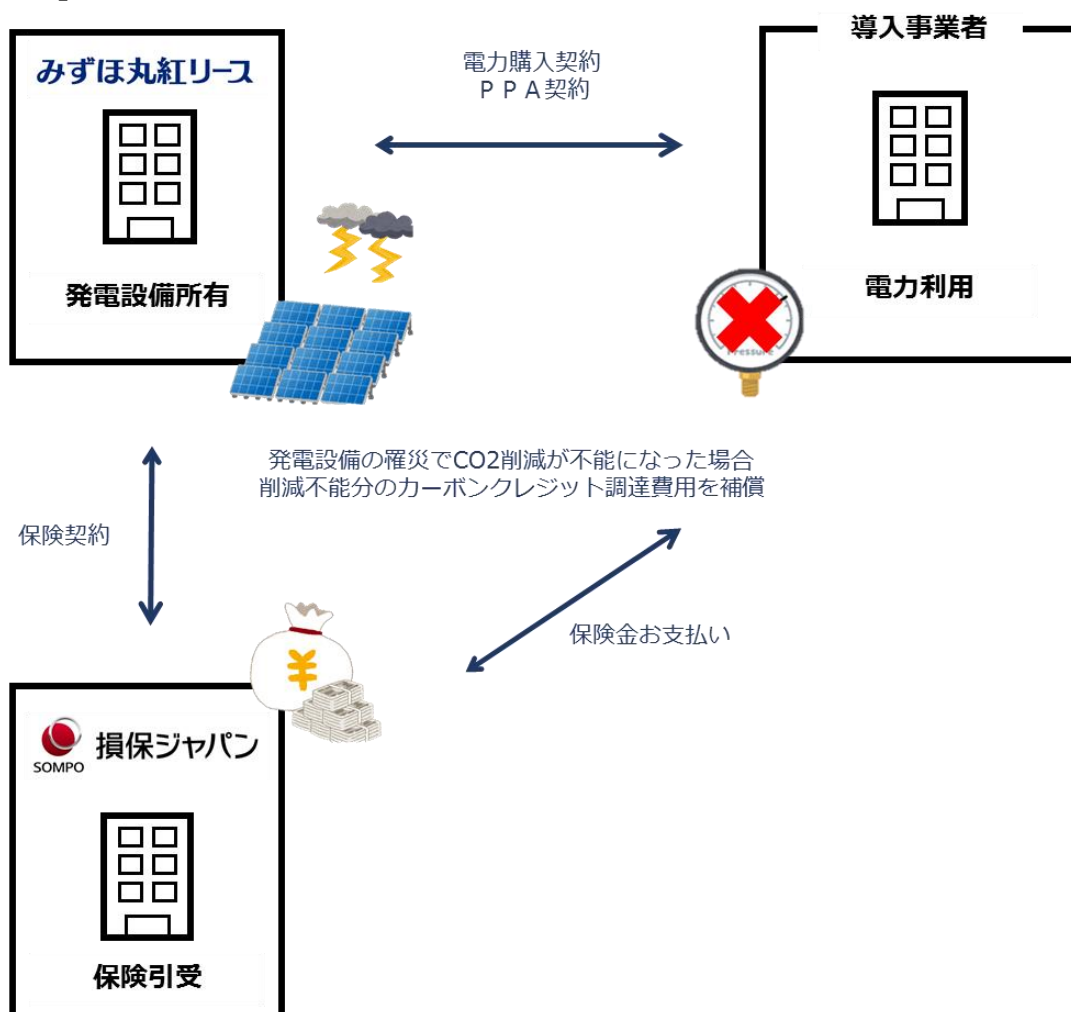 みずほ丸紅リース
発電設備所有
電力購入契約
ＰＰＡ契約
導入事業者
電力利用
Pressure
発電設備の罹災でCO2削減が不能になった場合
削減不能分のカーボンクレジット調達費用を補償
保険契約
保険金お支払い
¥
SOMPO
損保ジャパン
保険引受